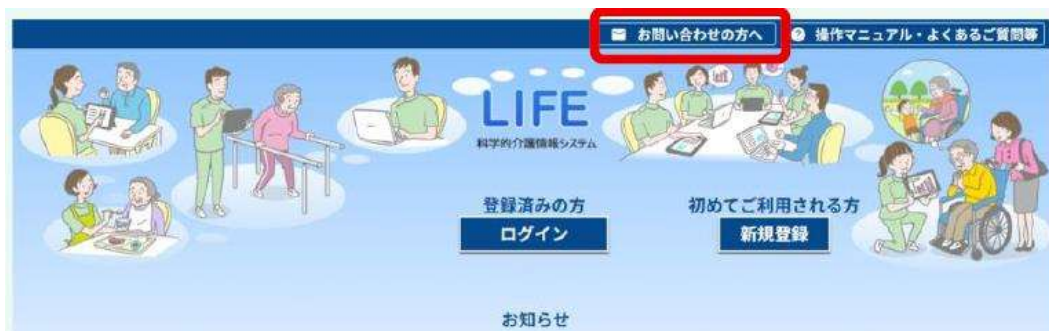 お問い合わせの方へ
操作マニュアル・よくあるご質問等
LIFE
科学的介護情報システム
登録済みの方
初めてご利用される方
ログイン
新規登録
お知らせ